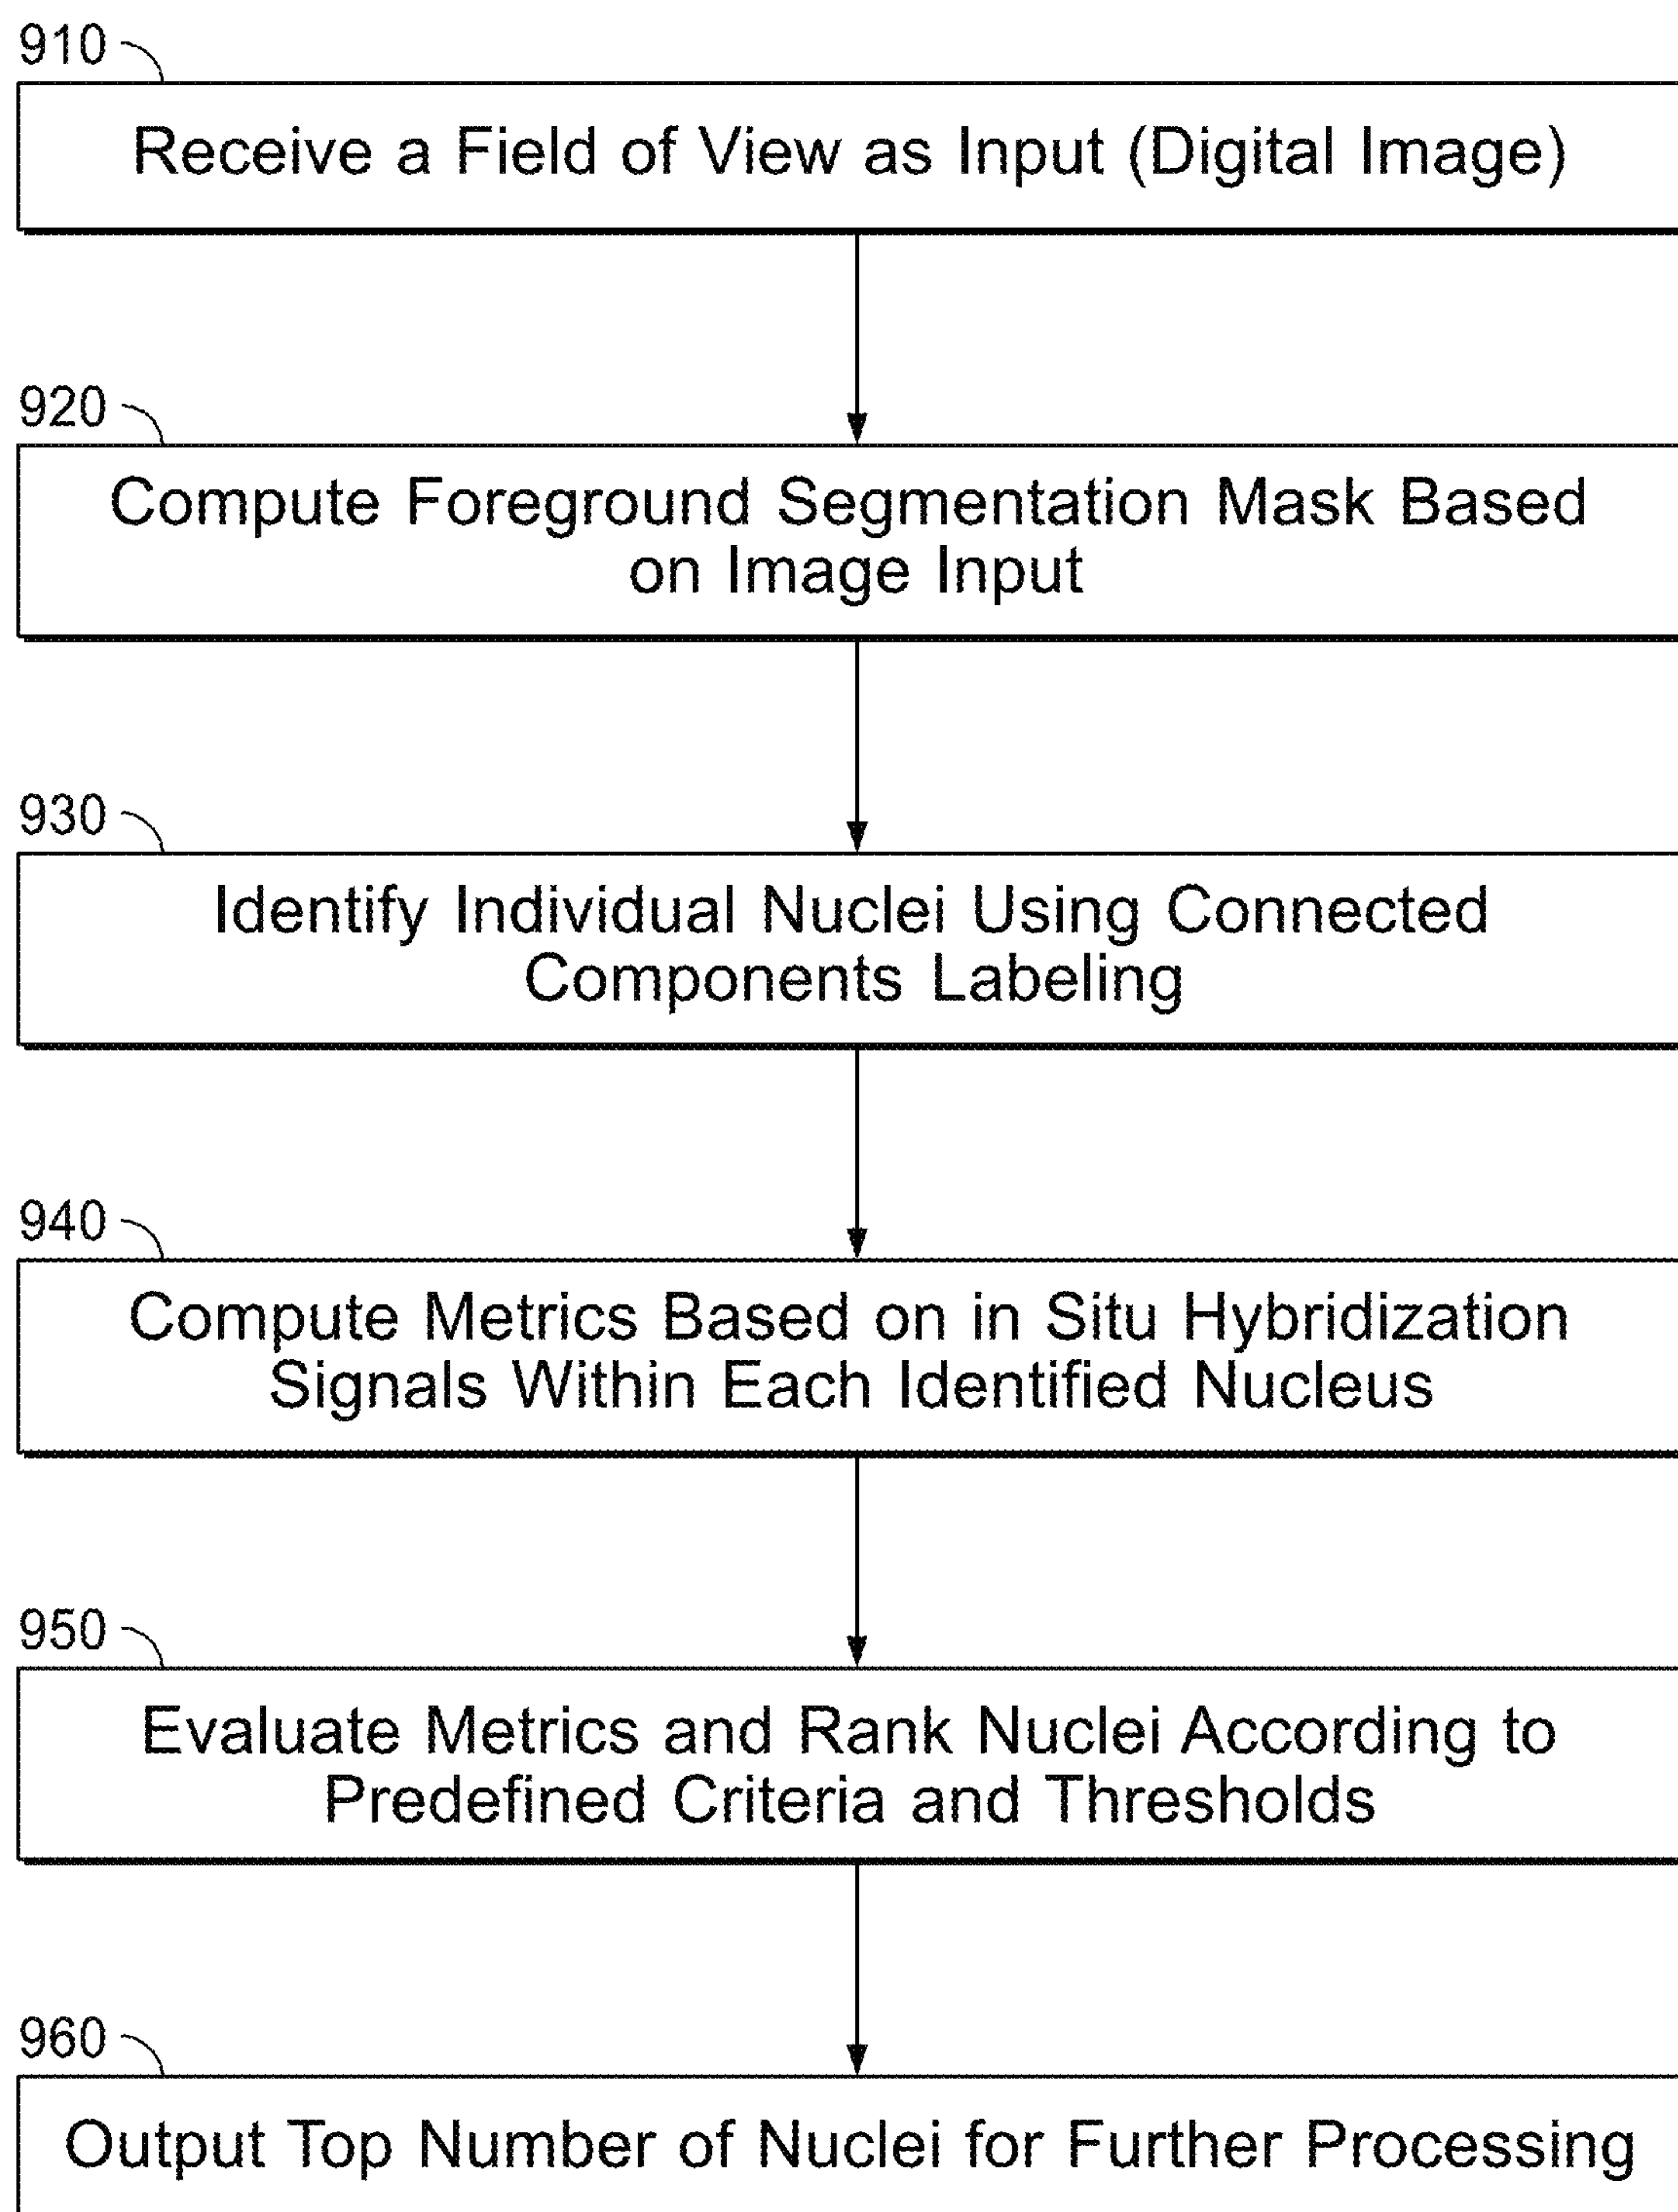 910
Receive a Field of View as Input (Digital Image)
920
Compute Foreground Segmentation Mask Based
on Image Input
930
Identify Individual Nuclei Using Connected
Components Labeling
940
Compute Metrics Based on in Situ Hybridization
Signals Within Each Identified Nucleus
950
Evaluate Metrics and Rank Nuclei According to
Predefined Criteria and Thresholds
960
Output Top Number of Nuclei for Further Processing